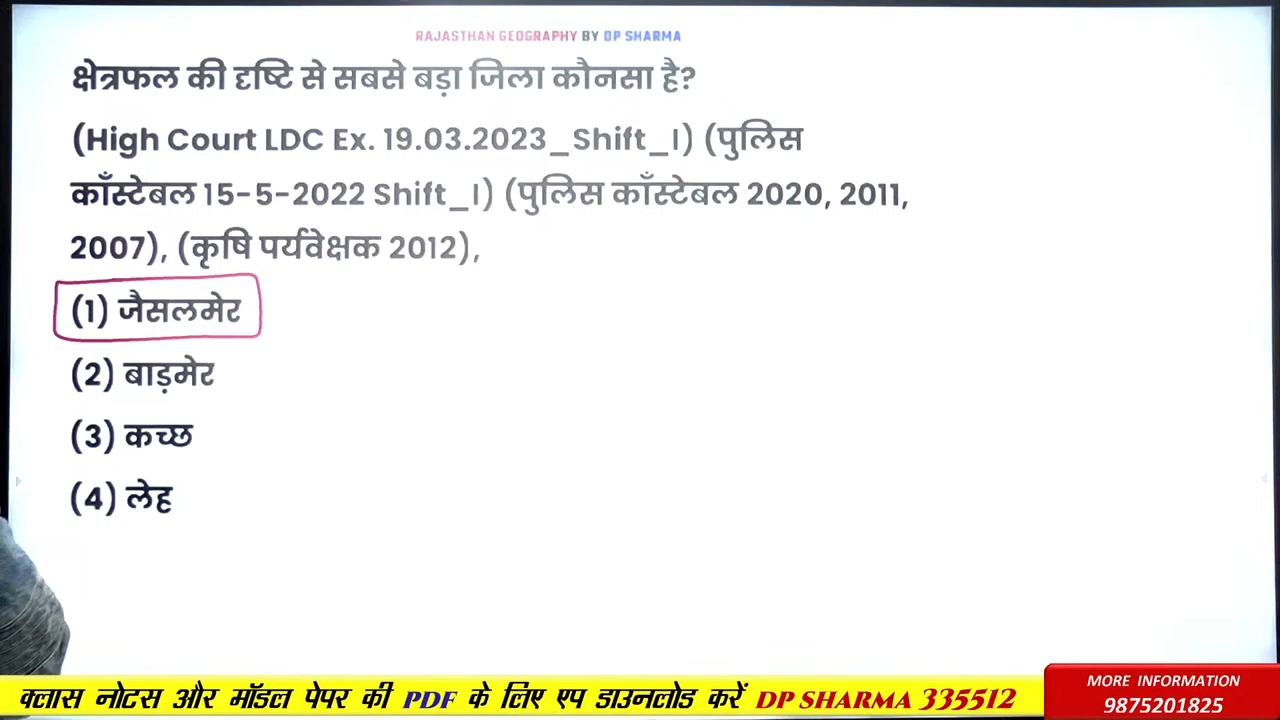 RAJASTHAN GEOGRAPHY BY DP SHARMA
क्षेत्रफल की दृष्टि से सबसे बड़ा जिला कौनसा है?
(High Court LDC Ex. 19.03.2023_Shift_I) (पुलिस
काँस्टेबल 15-5-2022 Shift_I) (पुलिस काँस्टेबल 2020, 2011,
2007), (कृषि पर्यवेक्षक 2012),
(1) जैसलमेर
(2) बाड़मेर
(3) कच्छ
(4) लेह
क्लास नोटस और मॉडल पेपर की PDF के लिए एप डाउनलोड करें DP SHARMA 335512
MORE INFORMATION
9875201825